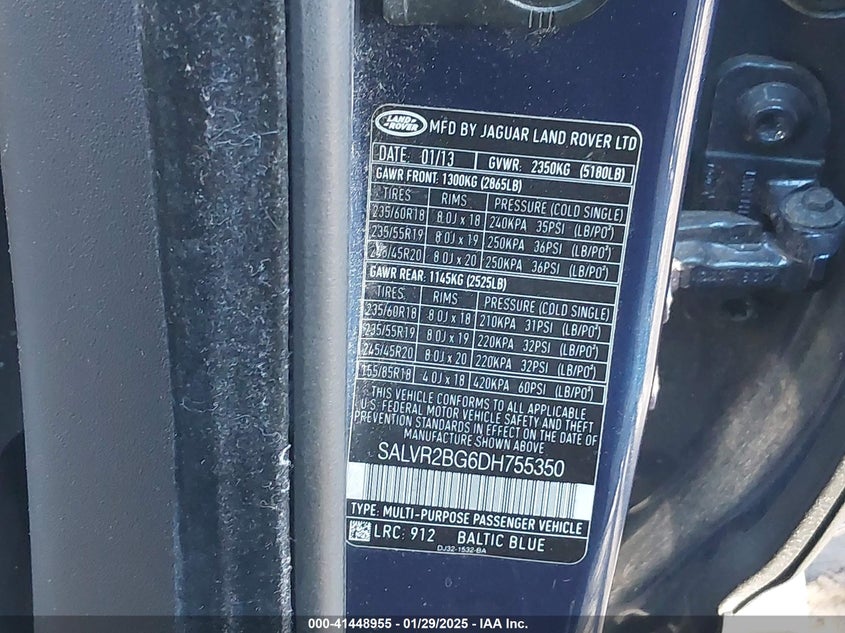 LAND ROVER MFD BY JAGUAR LAND ROVER LTD
DATE: 01/13 GVWR: 2350KG (5180LB)
GAWR FRONT: 1300KG (2865LB)
TIRES RIMS PRESSURE (COLD SINGLE)
235/60R18 8.0J x 18 240KPA 35PSI (LB/PO²)
235/55R19 8.0J x 19 250KPA 36PSI (LB/PO²)
245/45R20 8.0J x 20 250KPA 36PSI (LB/PO²)
GAWR REAR: 1145KG (2525LB)
TIRES RIMS PRESSURE (COLD SINGLE)
235/60R18 8.0J x 18 210KPA 31PSI (LB/PO²)
235/55R19 8.0J x 19 220KPA 32PSI (LB/PO²)
245/45R20 8.0J x 20 220KPA 32PSI (LB/PO²)
155/85R18 4.0J x 18 420KPA 60PSI (LB/PO²)
THIS VEHICLE CONFORMS TO ALL APPLICABLE
U.S. FEDERAL MOTOR VEHICLE SAFETY AND THEFT
PREVENTION STANDARDS IN EFFECT ON THE DATE OF
MANUFACTURE SHOWN ABOVE
SALVR2BG6DH755350
TYPE: MULTI-PURPOSE PASSENGER VEHICLE
LRC: 912 BALTIC BLUE
DJ32-1532-BA
000-41448955 — 01/29/2025 — IAA Inc.